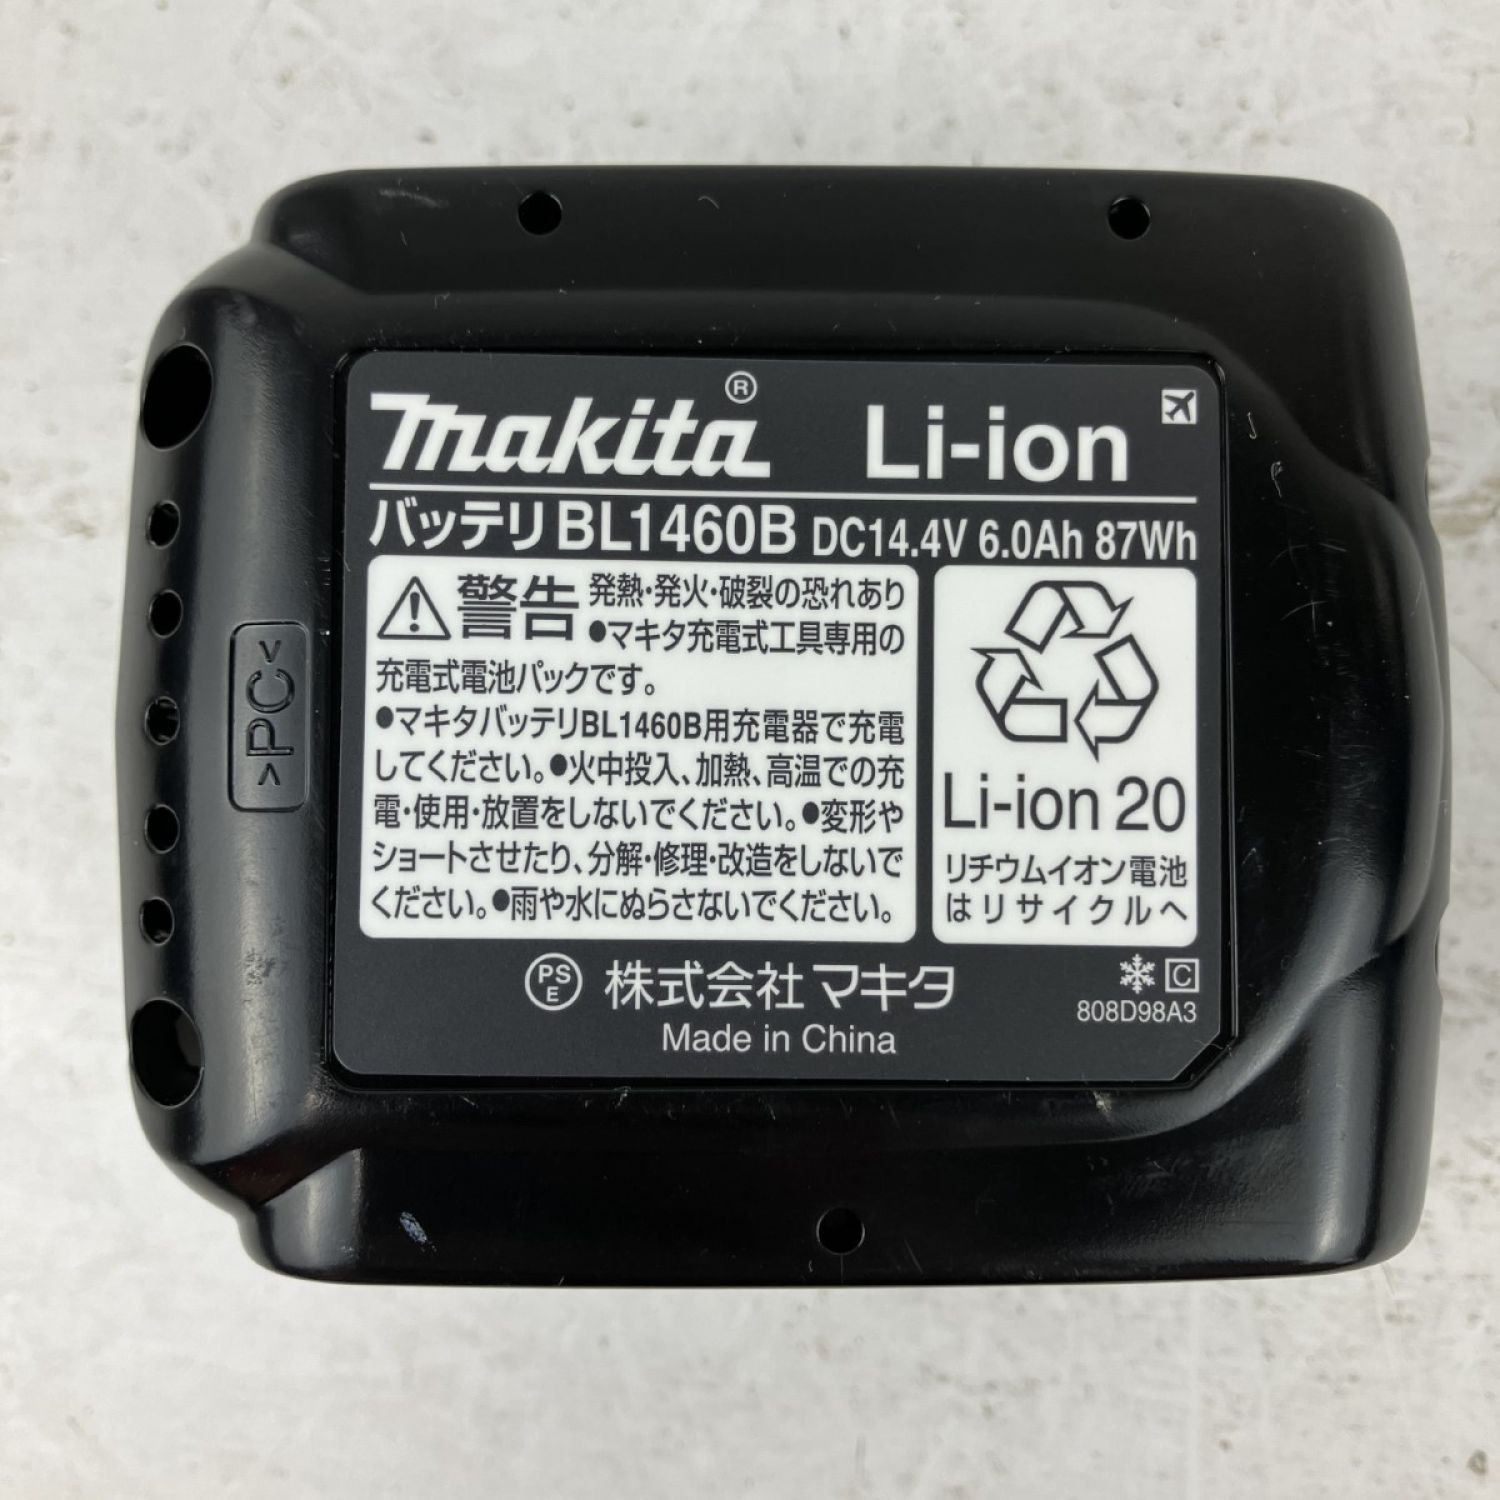 makita® Li-ion
バッテリBL1460B DC14.4V 6.0Ah 87Wh
警告 発熱・発火・破裂の恐れあり
●マキタ充電式工具専用の
充電式電池パックです。
●マキタバッテリBL1460B用充電器で充電
してください。●火中投入、加熱、高温での充
電・使用・放置をしないでください。●変形や
ショートさせたり、分解・修理・改造をしないで
ください。●雨や水にぬらさないでください。
Li-ion 20
リチウムイオン電池
はリサイクルへ
PS
E
株式会社マキタ
Made in China
C
808D98A3
>PC<